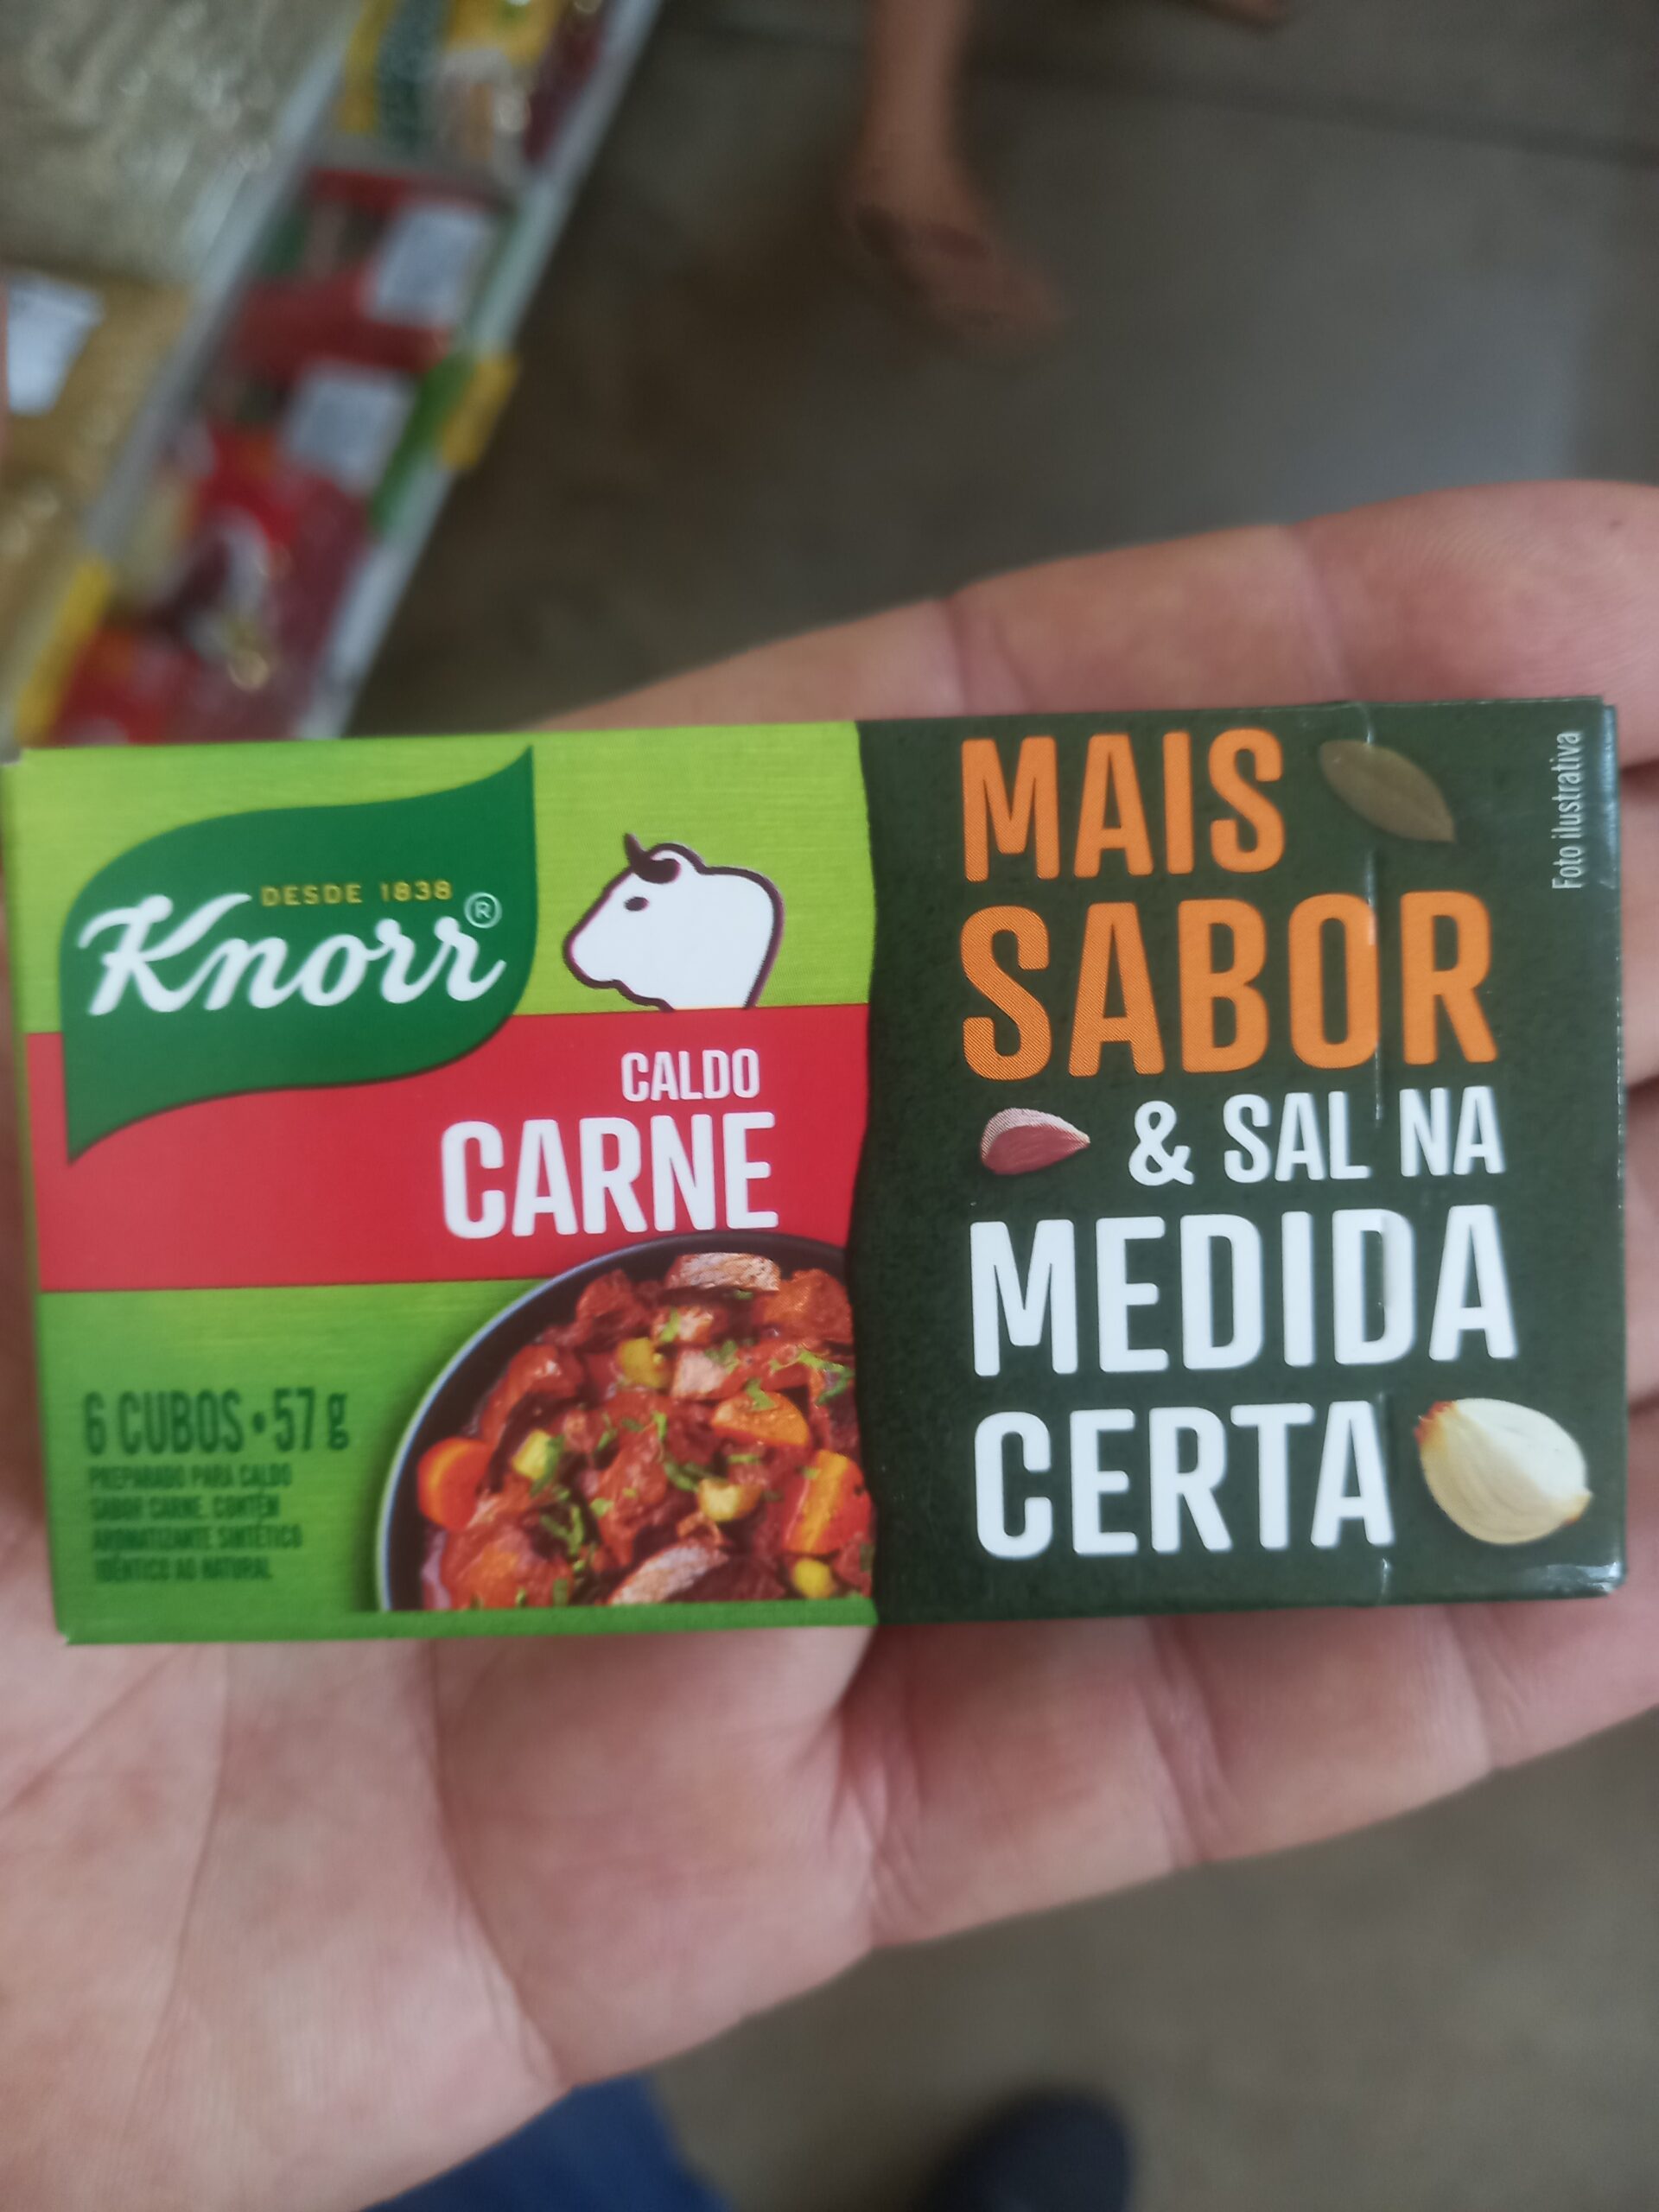 DESDE 1838
Knorr®
CALDO
CARNE
6 CUBOS • 57 g
PREPARADO PARA CALDO
SABOR CARNE. CONTÉM
AROMATIZANTE SINTÉTICO
IDÊNTICO AO NATURAL
MAIS
SABOR
& SAL NA
MEDIDA
CERTA
Foto ilustrativa